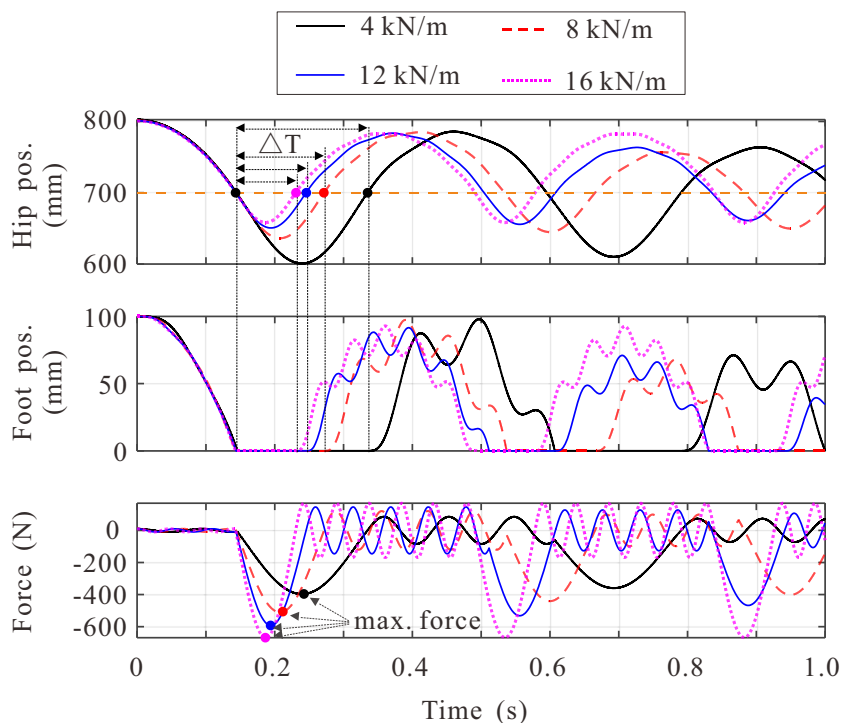 4 kN/m
8 kN/m
12 kN/m
16 kN/m
Hip pos.
(mm)
800
700
600
△T
Foot pos.
(mm)
100
50
0
Force (N)
0
-200
-400
-600
max. force
0
0.2
0.4
0.6
0.8
1.0
Time (s)